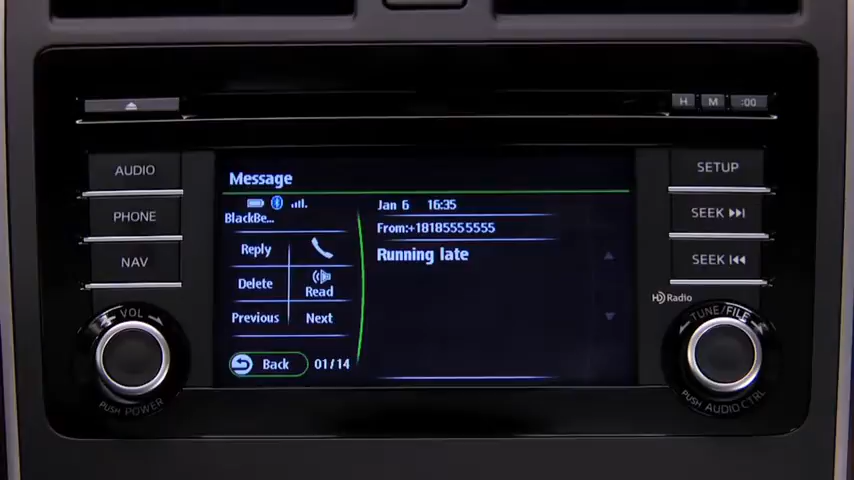 H M :00
AUDIO
PHONE
NAV
VOL
PUSH POWER
Message
BlackBe...
Reply
Delete
Read
Previous
Next
Back
01/14
Jan 6 16:35
From:+18185555555
Running late
SETUP
SEEK
SEEK
HD Radio
TUNE/FILE
PUSH AUDIO CTRL